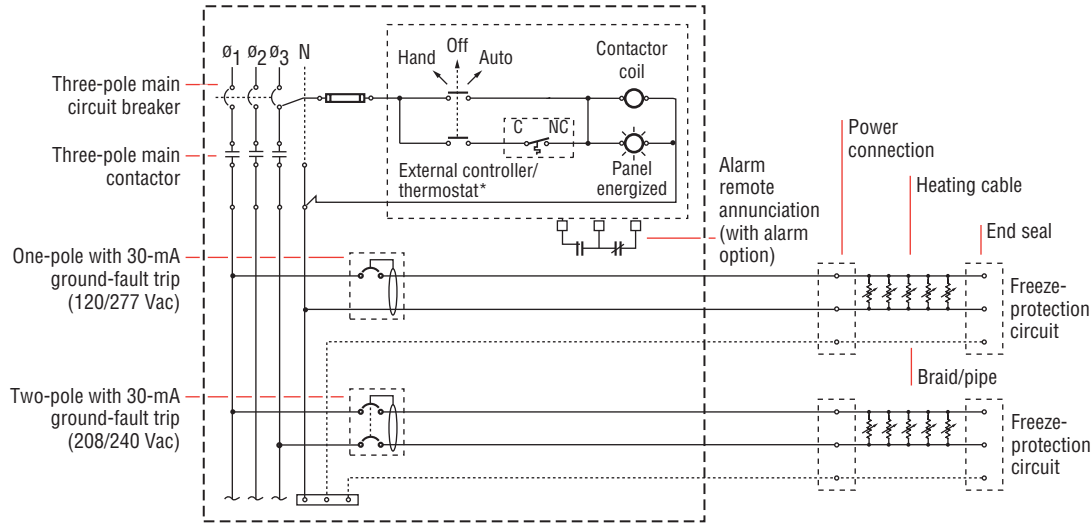 ø1 ø2 ø3 N
Three-pole main
circuit breaker
Three-pole main
contactor
Hand
Off
Auto
Contactor
coil
C NC
External controller/
thermostat*
Panel
energized
Alarm
remote
annunciation
(with alarm
option)
Power
connection
Heating cable
End seal
One-pole with 30-mA
ground-fault trip
(120/277 Vac)
Freeze-
protection
circuit
Braid/pipe
Two-pole with 30-mA
ground-fault trip
(208/240 Vac)
Freeze-
protection
circuit